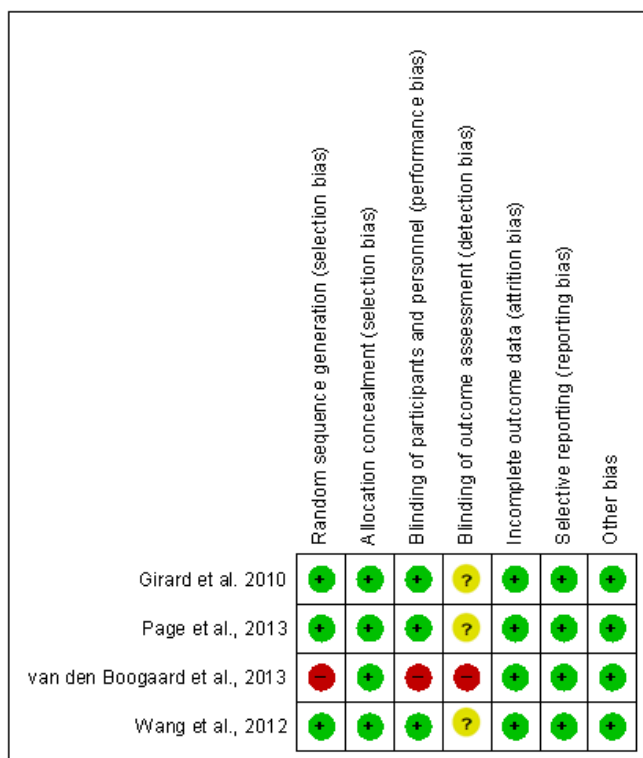 Random sequence generation (selection bias)
Allocation concealment (selection bias)
Blinding of participants and personnel (performance bias)
Blinding of outcome assessment (detection bias)
Incomplete outcome data (attrition bias)
Selective reporting (reporting bias)
Other bias
Girard et al. 2010 + + + ? + + +
Page et al., 2013 + + + ? + + +
van den Boogaard et al., 2013 − + − − + + +
Wang et al., 2012 + + + ? + + +